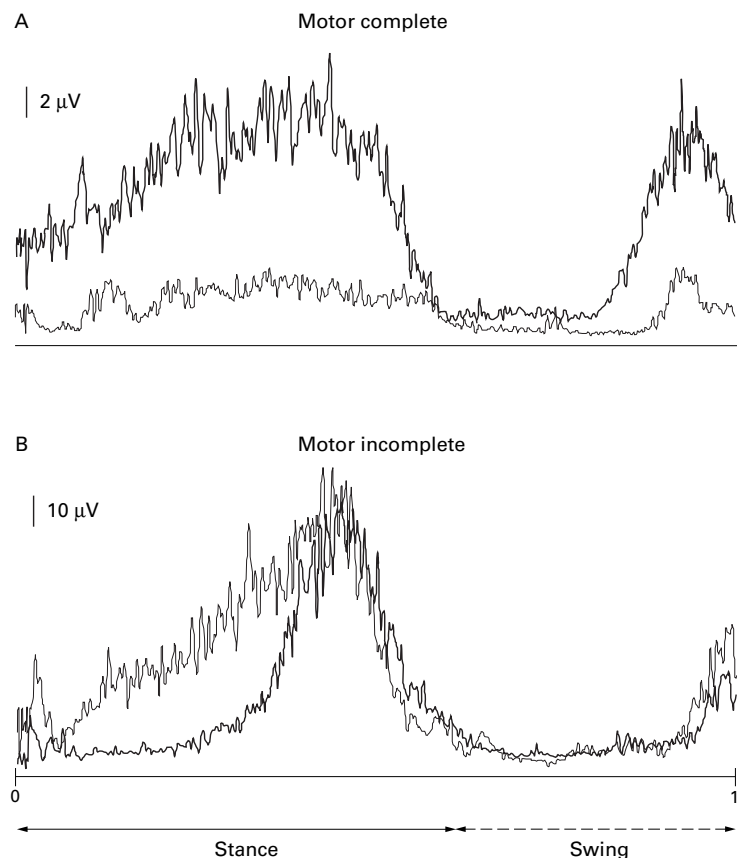 A
Motor complete
2 µV
B
Motor incomplete
10 µV
0
1
Stance
Swing